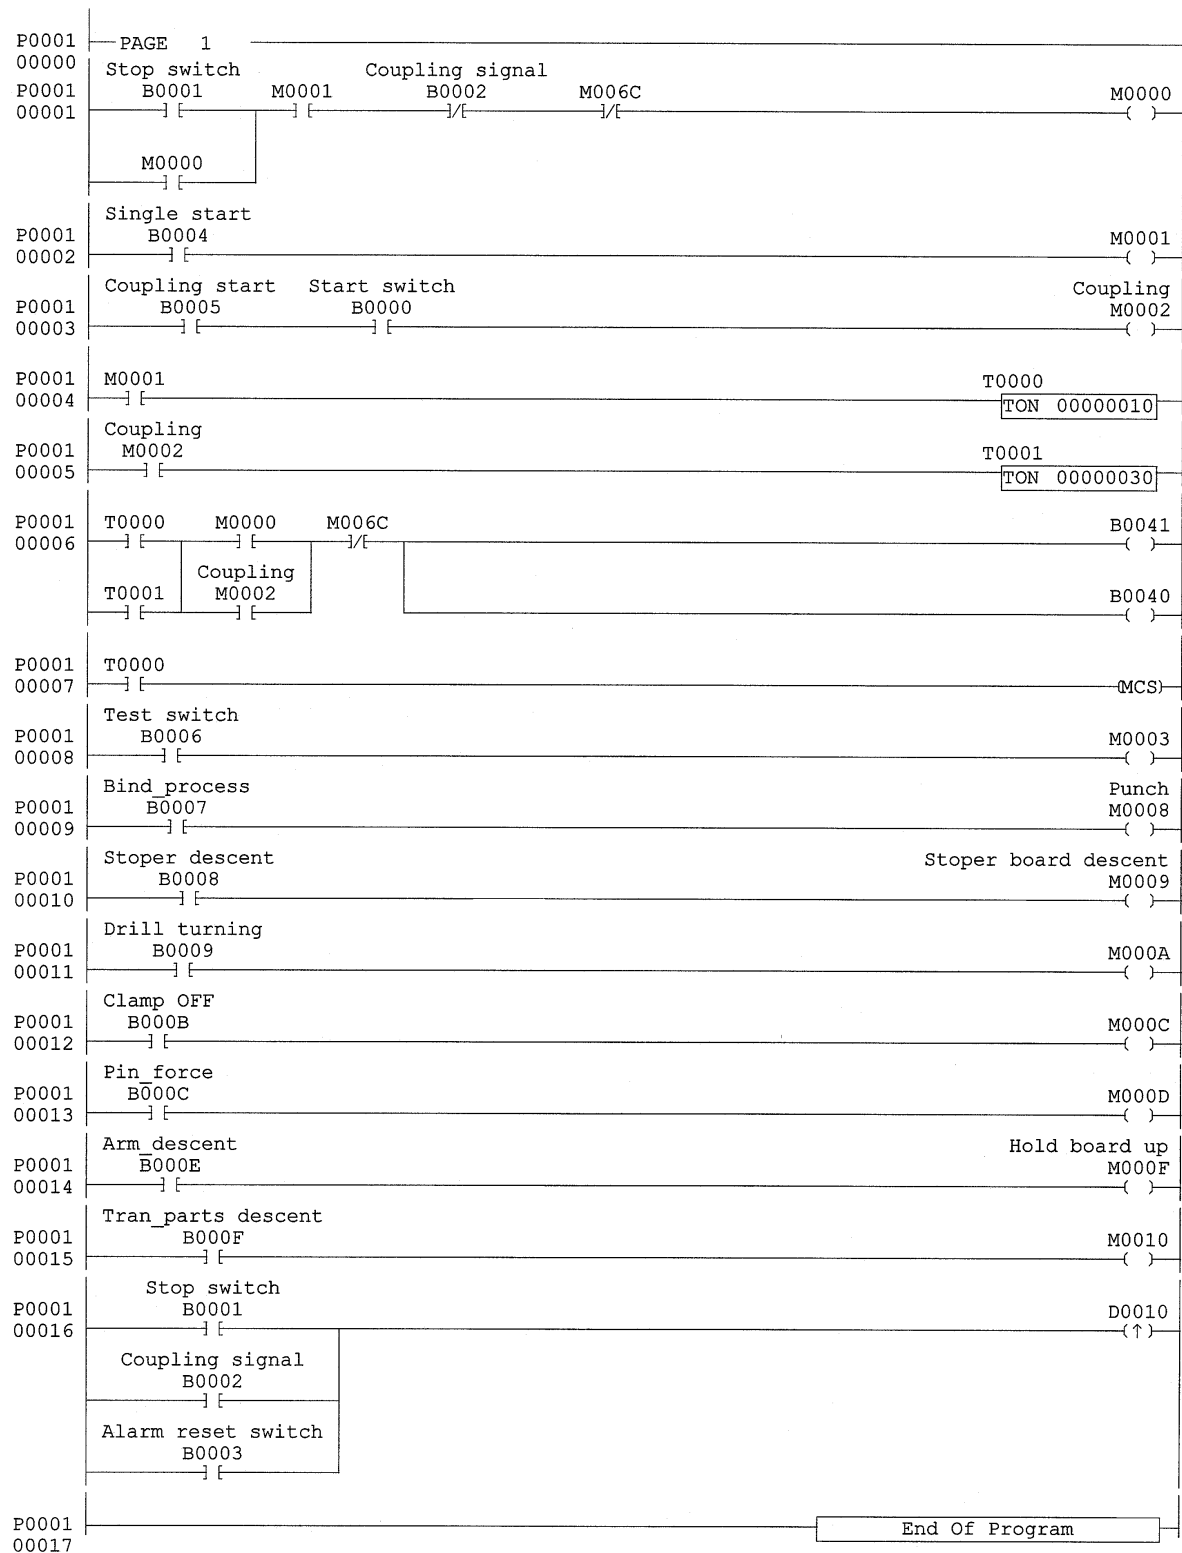 P0001 PAGE 1
00000
Stop switch Coupling signal
P0001 B0001 M0001 B0002 M006C M0000
00001
M0000
Single start
P0001 B0004 M0001
00002
Coupling start Start switch Coupling
P0001 B0005 B0000 M0002
00003
P0001 M0001 T0000
00004 TON 00000010
Coupling
P0001 M0002 T0001
00005 TON 00000030
P0001 T0000 M0000 M006C B0041
00006
Coupling
T0001 M0002 B0040
P0001 T0000
00007 (MCS)
Test switch
P0001 B0006 M0003
00008
Bind_process Punch
P0001 B0007 M0008
00009
Stoper descent Stoper board descent
P0001 B0008 M0009
00010
Drill turning
P0001 B0009 M000A
00011
Clamp OFF
P0001 B000B M000C
00012
Pin_force
P0001 B000C M000D
00013
Arm_descent Hold board up
P0001 B000E M000F
00014
Tran_parts descent
P0001 B000F M0010
00015
Stop switch
P0001 B0001 D0010
00016 (↑)
Coupling signal
B0002
Alarm reset switch
B0003
P0001 End Of Program
00017